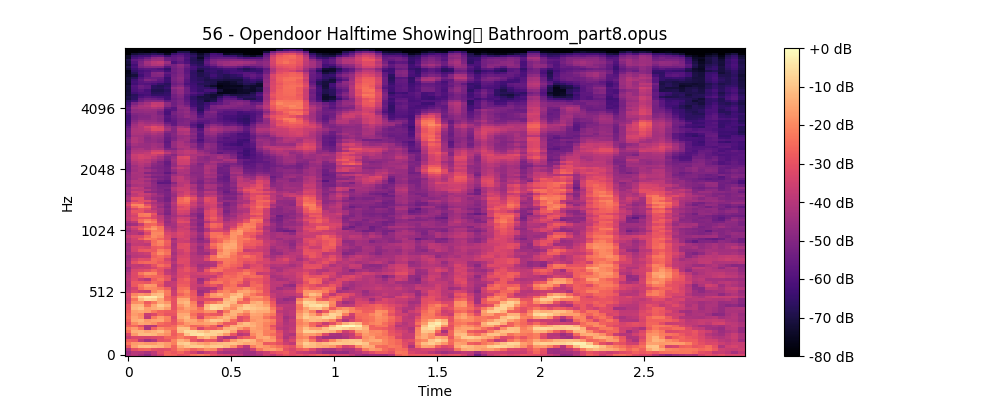 56 - Opendoor Halftime Showing▯ Bathroom_part8.opus
+0 dB
-10 dB
-20 dB
-30 dB
-40 dB
-50 dB
-60 dB
-70 dB
-80 dB
4096
2048
1024
512
0
Hz
0 0.5 1 1.5 2 2.5
Time